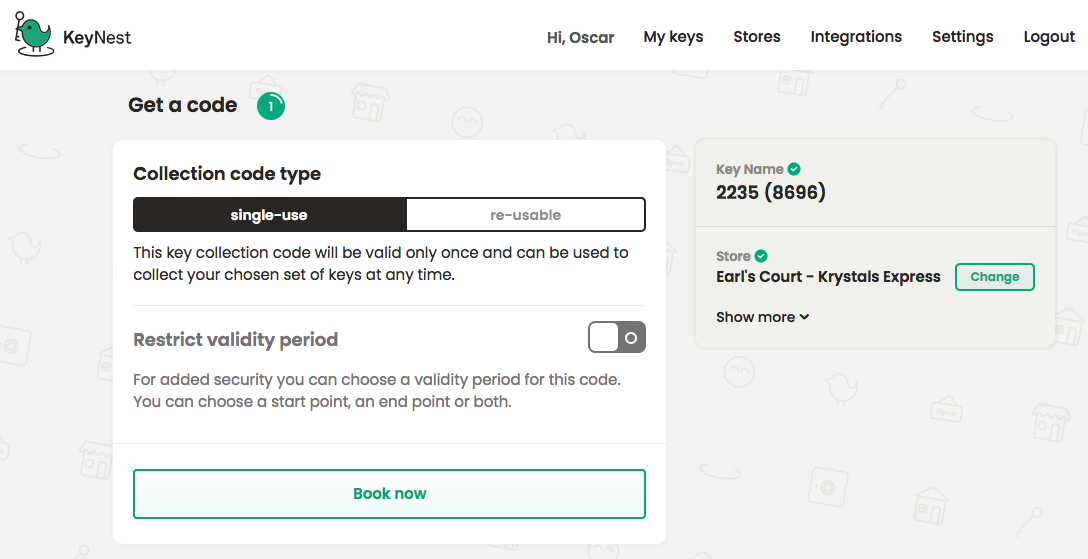 KeyNest
Hi, Oscar
My keys
Stores
Integrations
Settings
Logout
Get a code
1
Collection code type
single-use
re-usable
This key collection code will be valid only once and can be used to
collect your chosen set of keys at any time.
Restrict validity period
For added security you can choose a validity period for this code.
You can choose a start point, an end point or both.
Book now
Key Name
2235 (8696)
Store
Earl's Court - Krystals Express
Change
Show more
Open